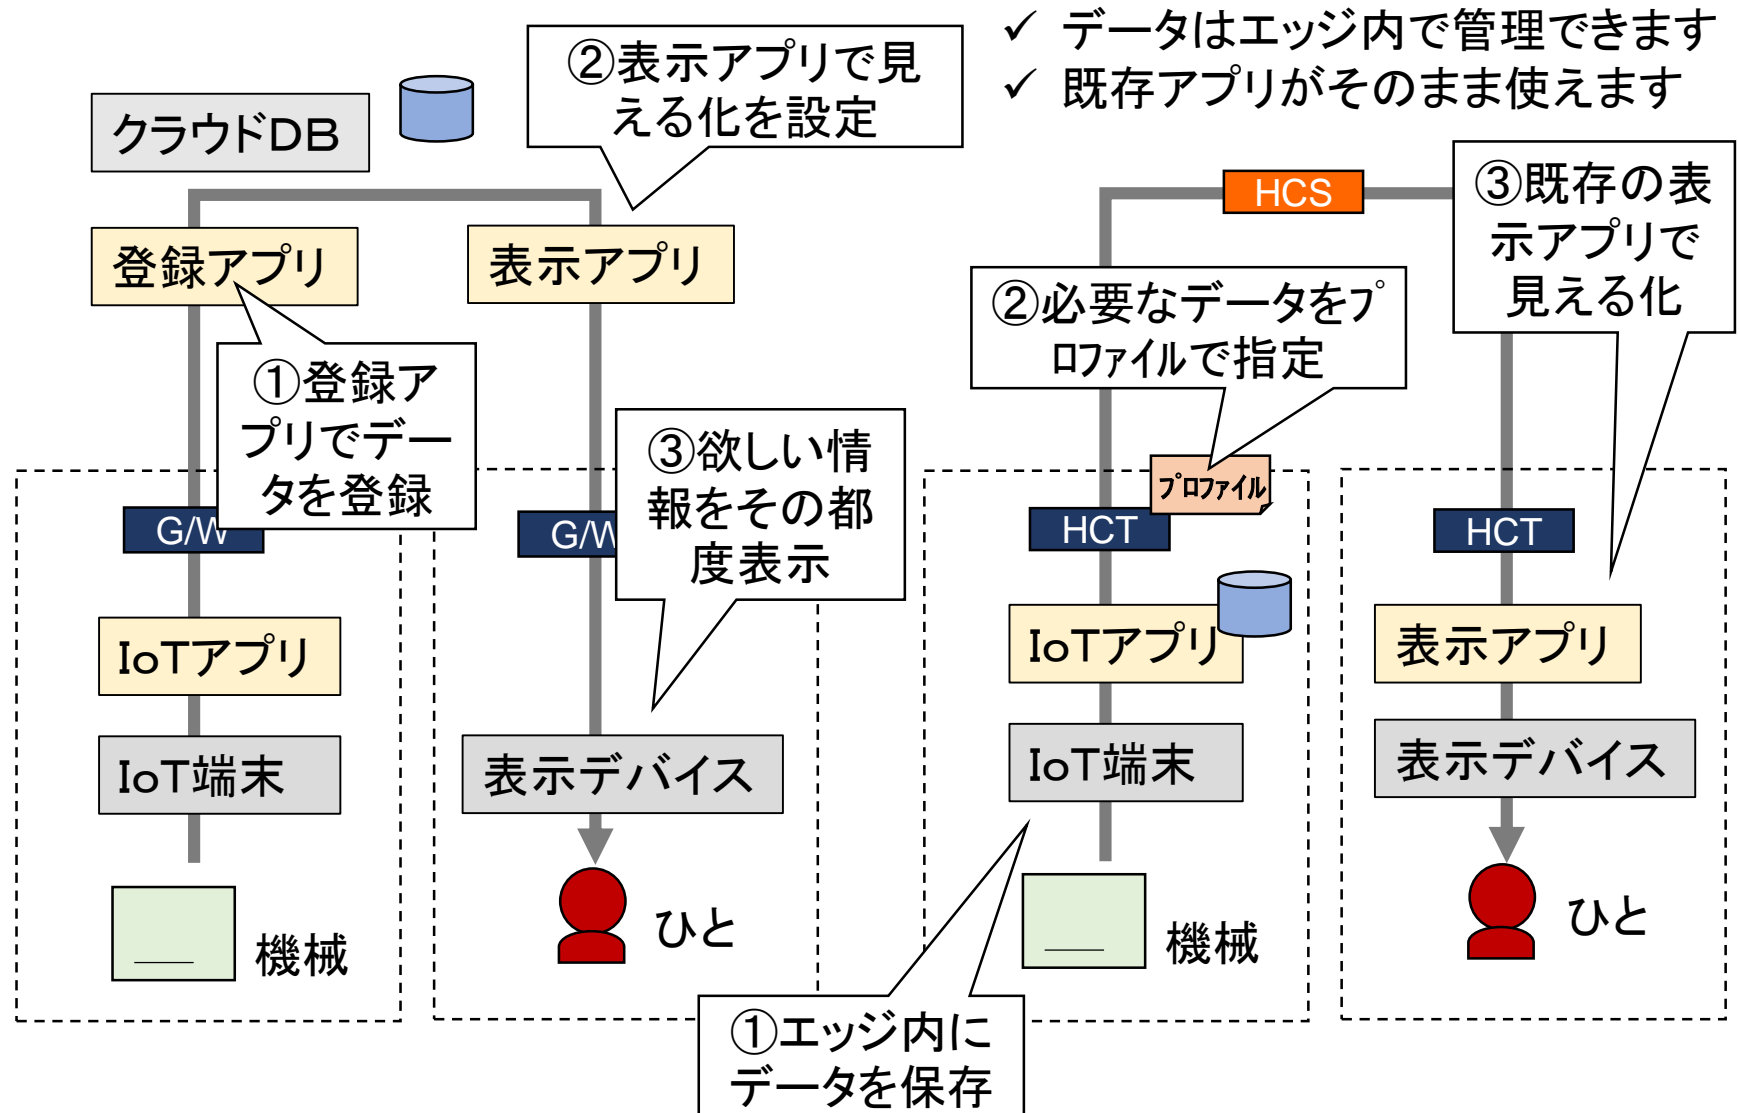 ✓ データはエッジ内で管理できます
✓ 既存アプリがそのまま使えます
クラウドDB
②表示アプリで見
える化を設定
登録アプリ
表示アプリ
①登録ア
プリでデー
タを登録
③欲しい情
報をその都
度表示
G/W
G/W
IoTアプリ
IoT端末
表示デバイス
機械
ひと
HCS
③既存の表
示アプリで
見える化
②必要なデータをプ
ロファイルで指定
プロファイル
HCT
HCT
IoTアプリ
表示アプリ
IoT端末
表示デバイス
機械
ひと
①エッジ内に
データを保存